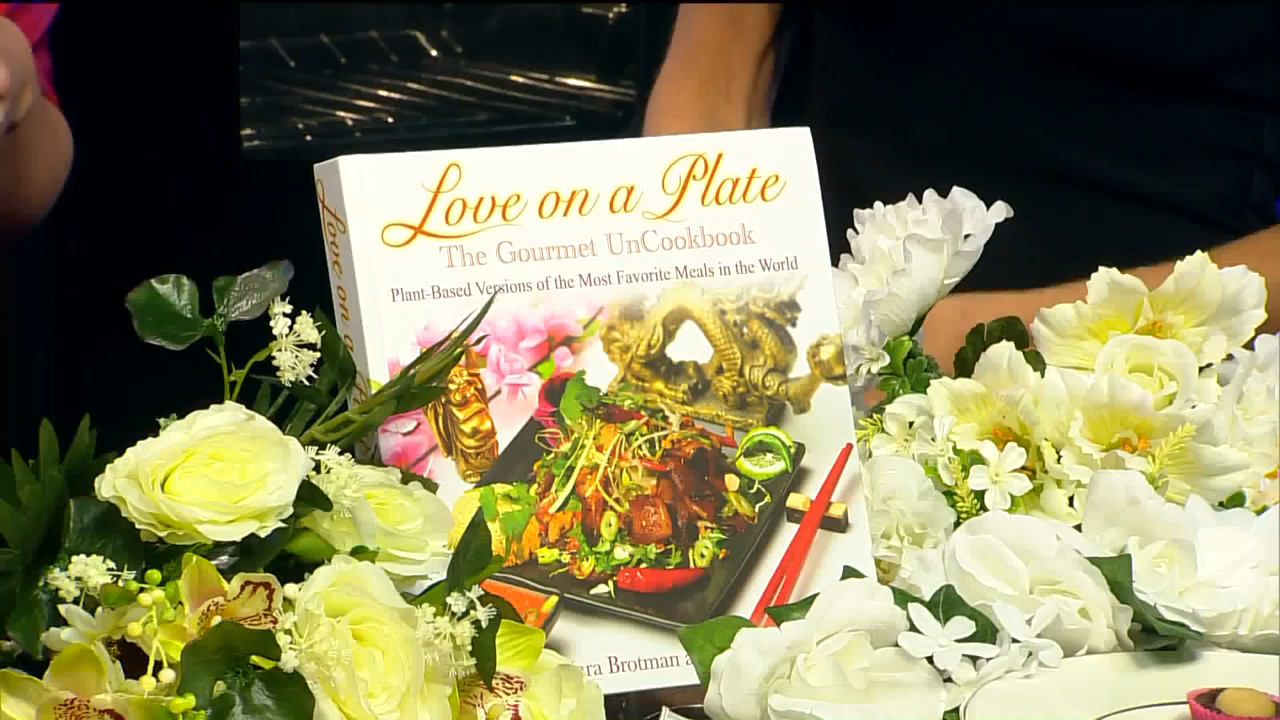 Love on a Plate
The Gourmet UnCookbook
Plant-Based Versions of the Most Favorite Meals in the World
Brotman
Love on a